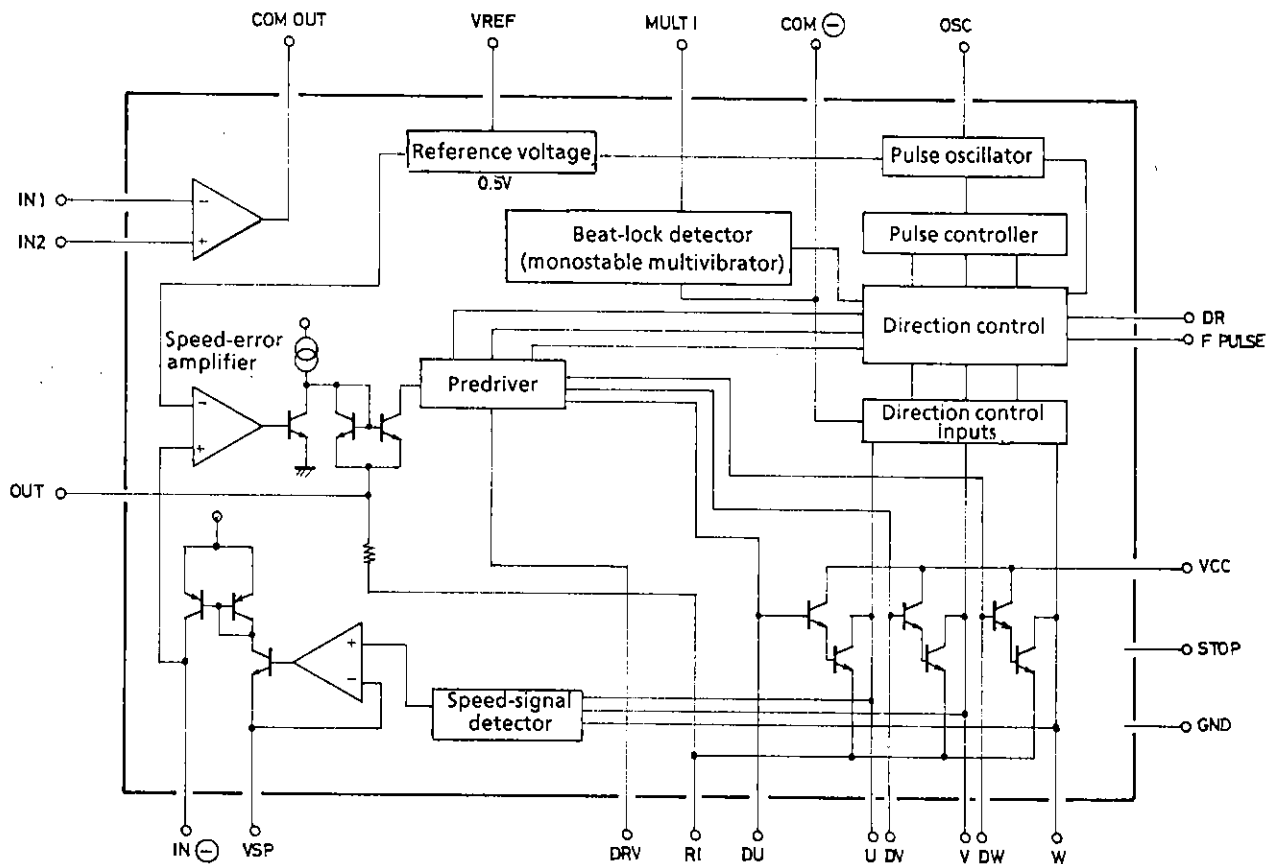 COM OUT
VREF
MULTI
COM ⊖
OSC
Reference voltage
0.5V
Pulse oscillator
IN1
IN2
Beat-lock detector
(monostable multivibrator)
Pulse controller
Direction control
DR
F PULSE
Speed-error
amplifier
Predriver
Direction control
inputs
OUT
VCC
STOP
Speed-signal
detector
GND
IN ⊖
VSP
DRV
RI
DU
U
DV
V
DW
W
-
+
-
+
+
-